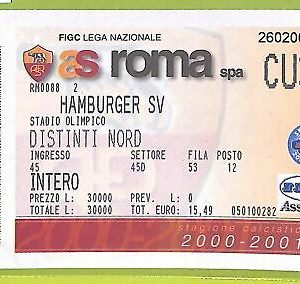 FIGC LEGA NAZIONALE
as roma spa
260206
CU
RM0088 2
HAMBURGER SV
STADIO OLIMPICO
DISTINTI NORD
INGRESSO SETTORE FILA POSTO
45 45D 53 12
INTERO
PREZZO L: 30000 PREV. L: 0
TOTALE L: 30000 TOT. EURO: 15,49 050100282
stagione calcistica
2000-2001